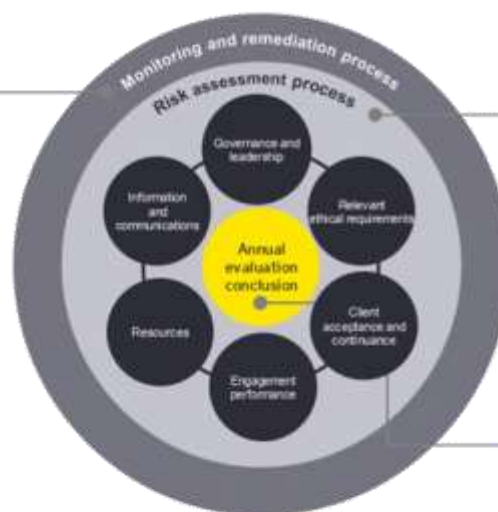 Monitoring and remediation process
Risk assessment process
Governance and
leadership
Information
and
communications
Relevant
ethical requirements
Annual
evaluation
conclusion
Resources
Client
acceptance and
continuance
Engagement
performance